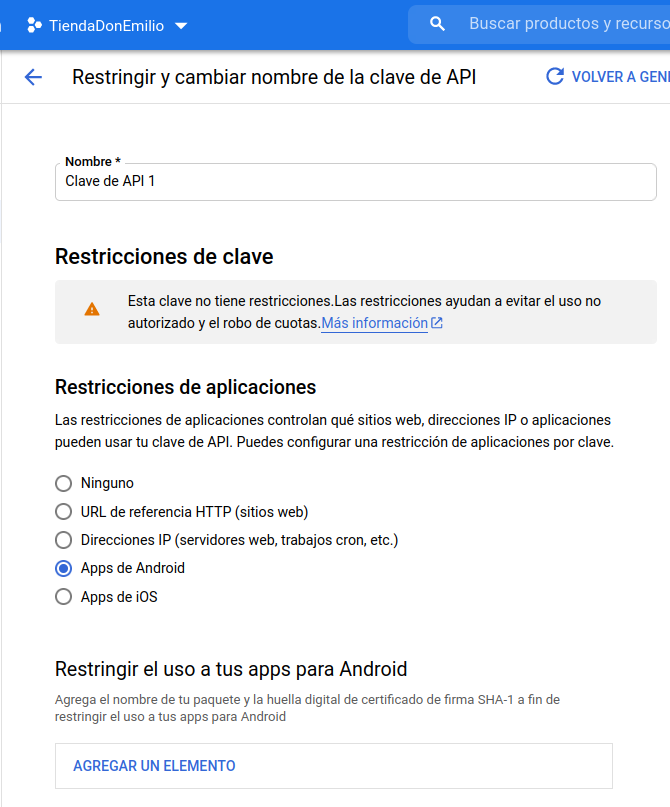 TiendaDonEmilio
Buscar productos y recurso
Restringir y cambiar nombre de la clave de API
VOLVER A GEN
Nombre *
Clave de API 1
Restricciones de clave
Esta clave no tiene restricciones.Las restricciones ayudan a evitar el uso no
autorizado y el robo de cuotas.Más información
Restricciones de aplicaciones
Las restricciones de aplicaciones controlan qué sitios web, direcciones IP o aplicaciones
pueden usar tu clave de API. Puedes configurar una restricción de aplicaciones por clave.
Ninguno
URL de referencia HTTP (sitios web)
Direcciones IP (servidores web, trabajos cron, etc.)
Apps de Android
Apps de iOS
Restringir el uso a tus apps para Android
Agrega el nombre de tu paquete y la huella digital de certificado de firma SHA-1 a fin de
restringir el uso a tus apps para Android
AGREGAR UN ELEMENTO